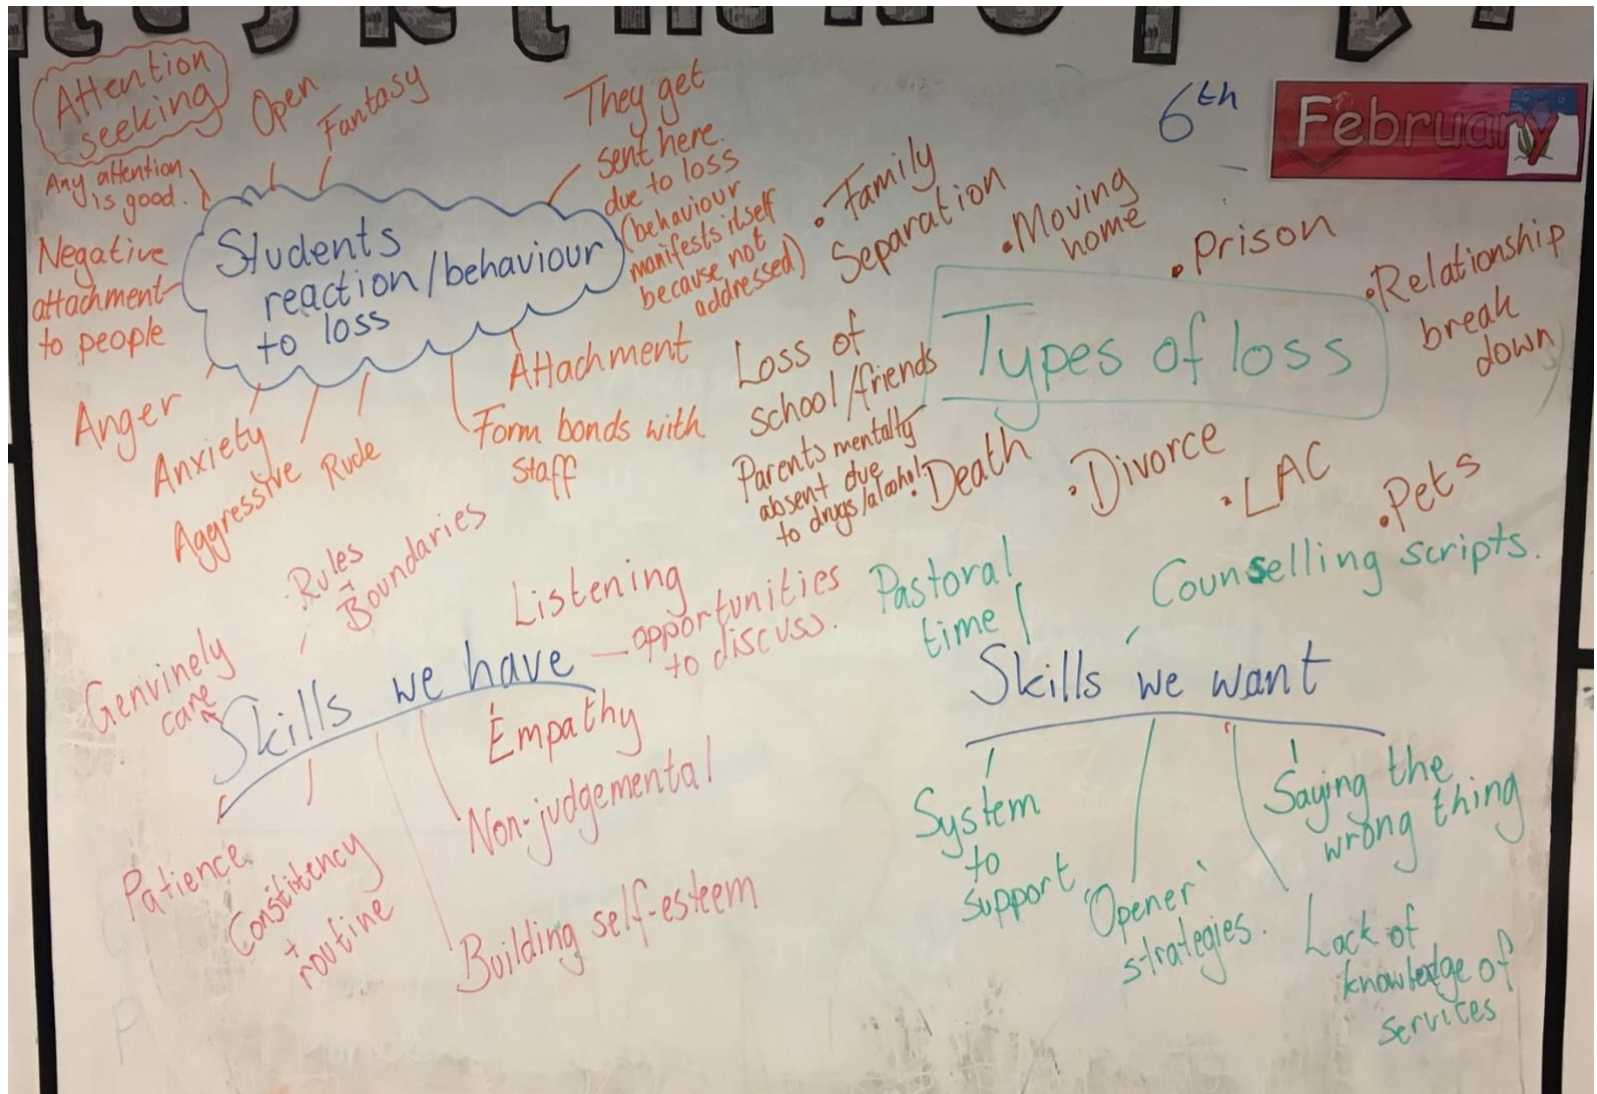 6th
February
Attention
seeking
Any attention
is good.
Open
Fantasy
They get
sent here.
due to loss
(behaviour
manifests itself
because not
addressed)
Negative
attachment
to people
Students
reaction/behaviour
to loss
Anger
Anxiety
Aggressive
Rude
Attachment
Form bonds with
staff
Types of loss
• Family
Separation
• Moving
home
• Prison
• Relationship
break
down
Loss of
school/friends
Parents mentally
absent due
to drugs/alcohol
• Death
• Divorce
• LAC
• Pets
Skills we have
Rules
+
Boundaries
Listening
opportunities
to discuss.
Genuinely
care
Empathy
Non-judgemental
Patience
Constitency
+
routine
Building self-esteem
Skills we want
Pastoral
time
Counselling scripts.
System
to
support
'Opener'
strategies.
Saying the
wrong thing
Lack of
knowledge of
services